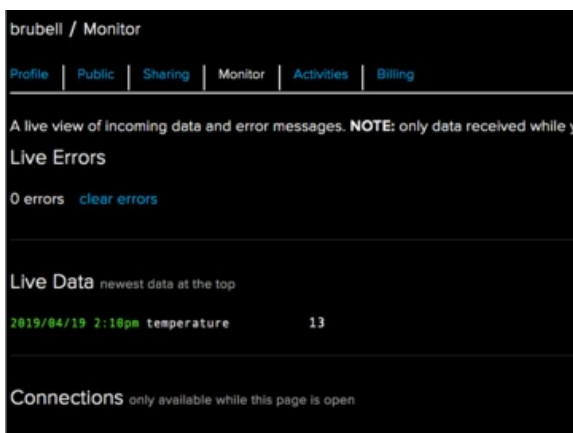 brubell / Monitor
Profile Public Sharing Monitor Activities Billing
A live view of incoming data and error messages. NOTE: only data received while
Live Errors
0 errors clear errors
Live Data newest data at the top
2019/04/19 2:10pm temperature 13
Connections only available while this page is open